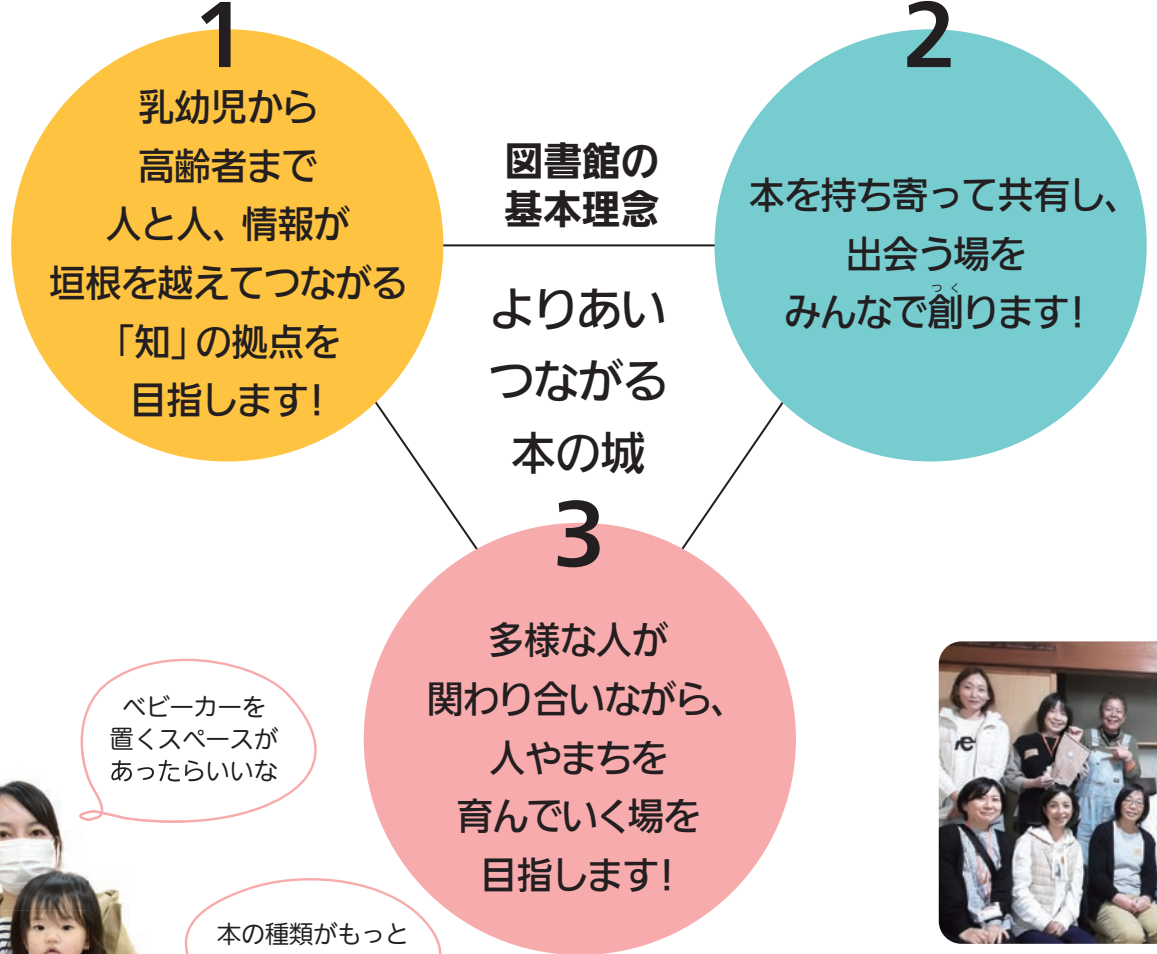 1
乳幼児から
高齢者まで
人と人、情報が
垣根を越えてつながる
「知」の拠点を
目指します!
図書館の
基本理念
よりあい
つながる
本の城
2
本を持ち寄って共有し、
出会う場を
つく
みんなで創ります!
3
多様な人が
関わり合いながら、
人やまちを
育んでいく場を
目指します!
ベビーカーを
置くスペースが
あったらいいな
本の種類がもっと